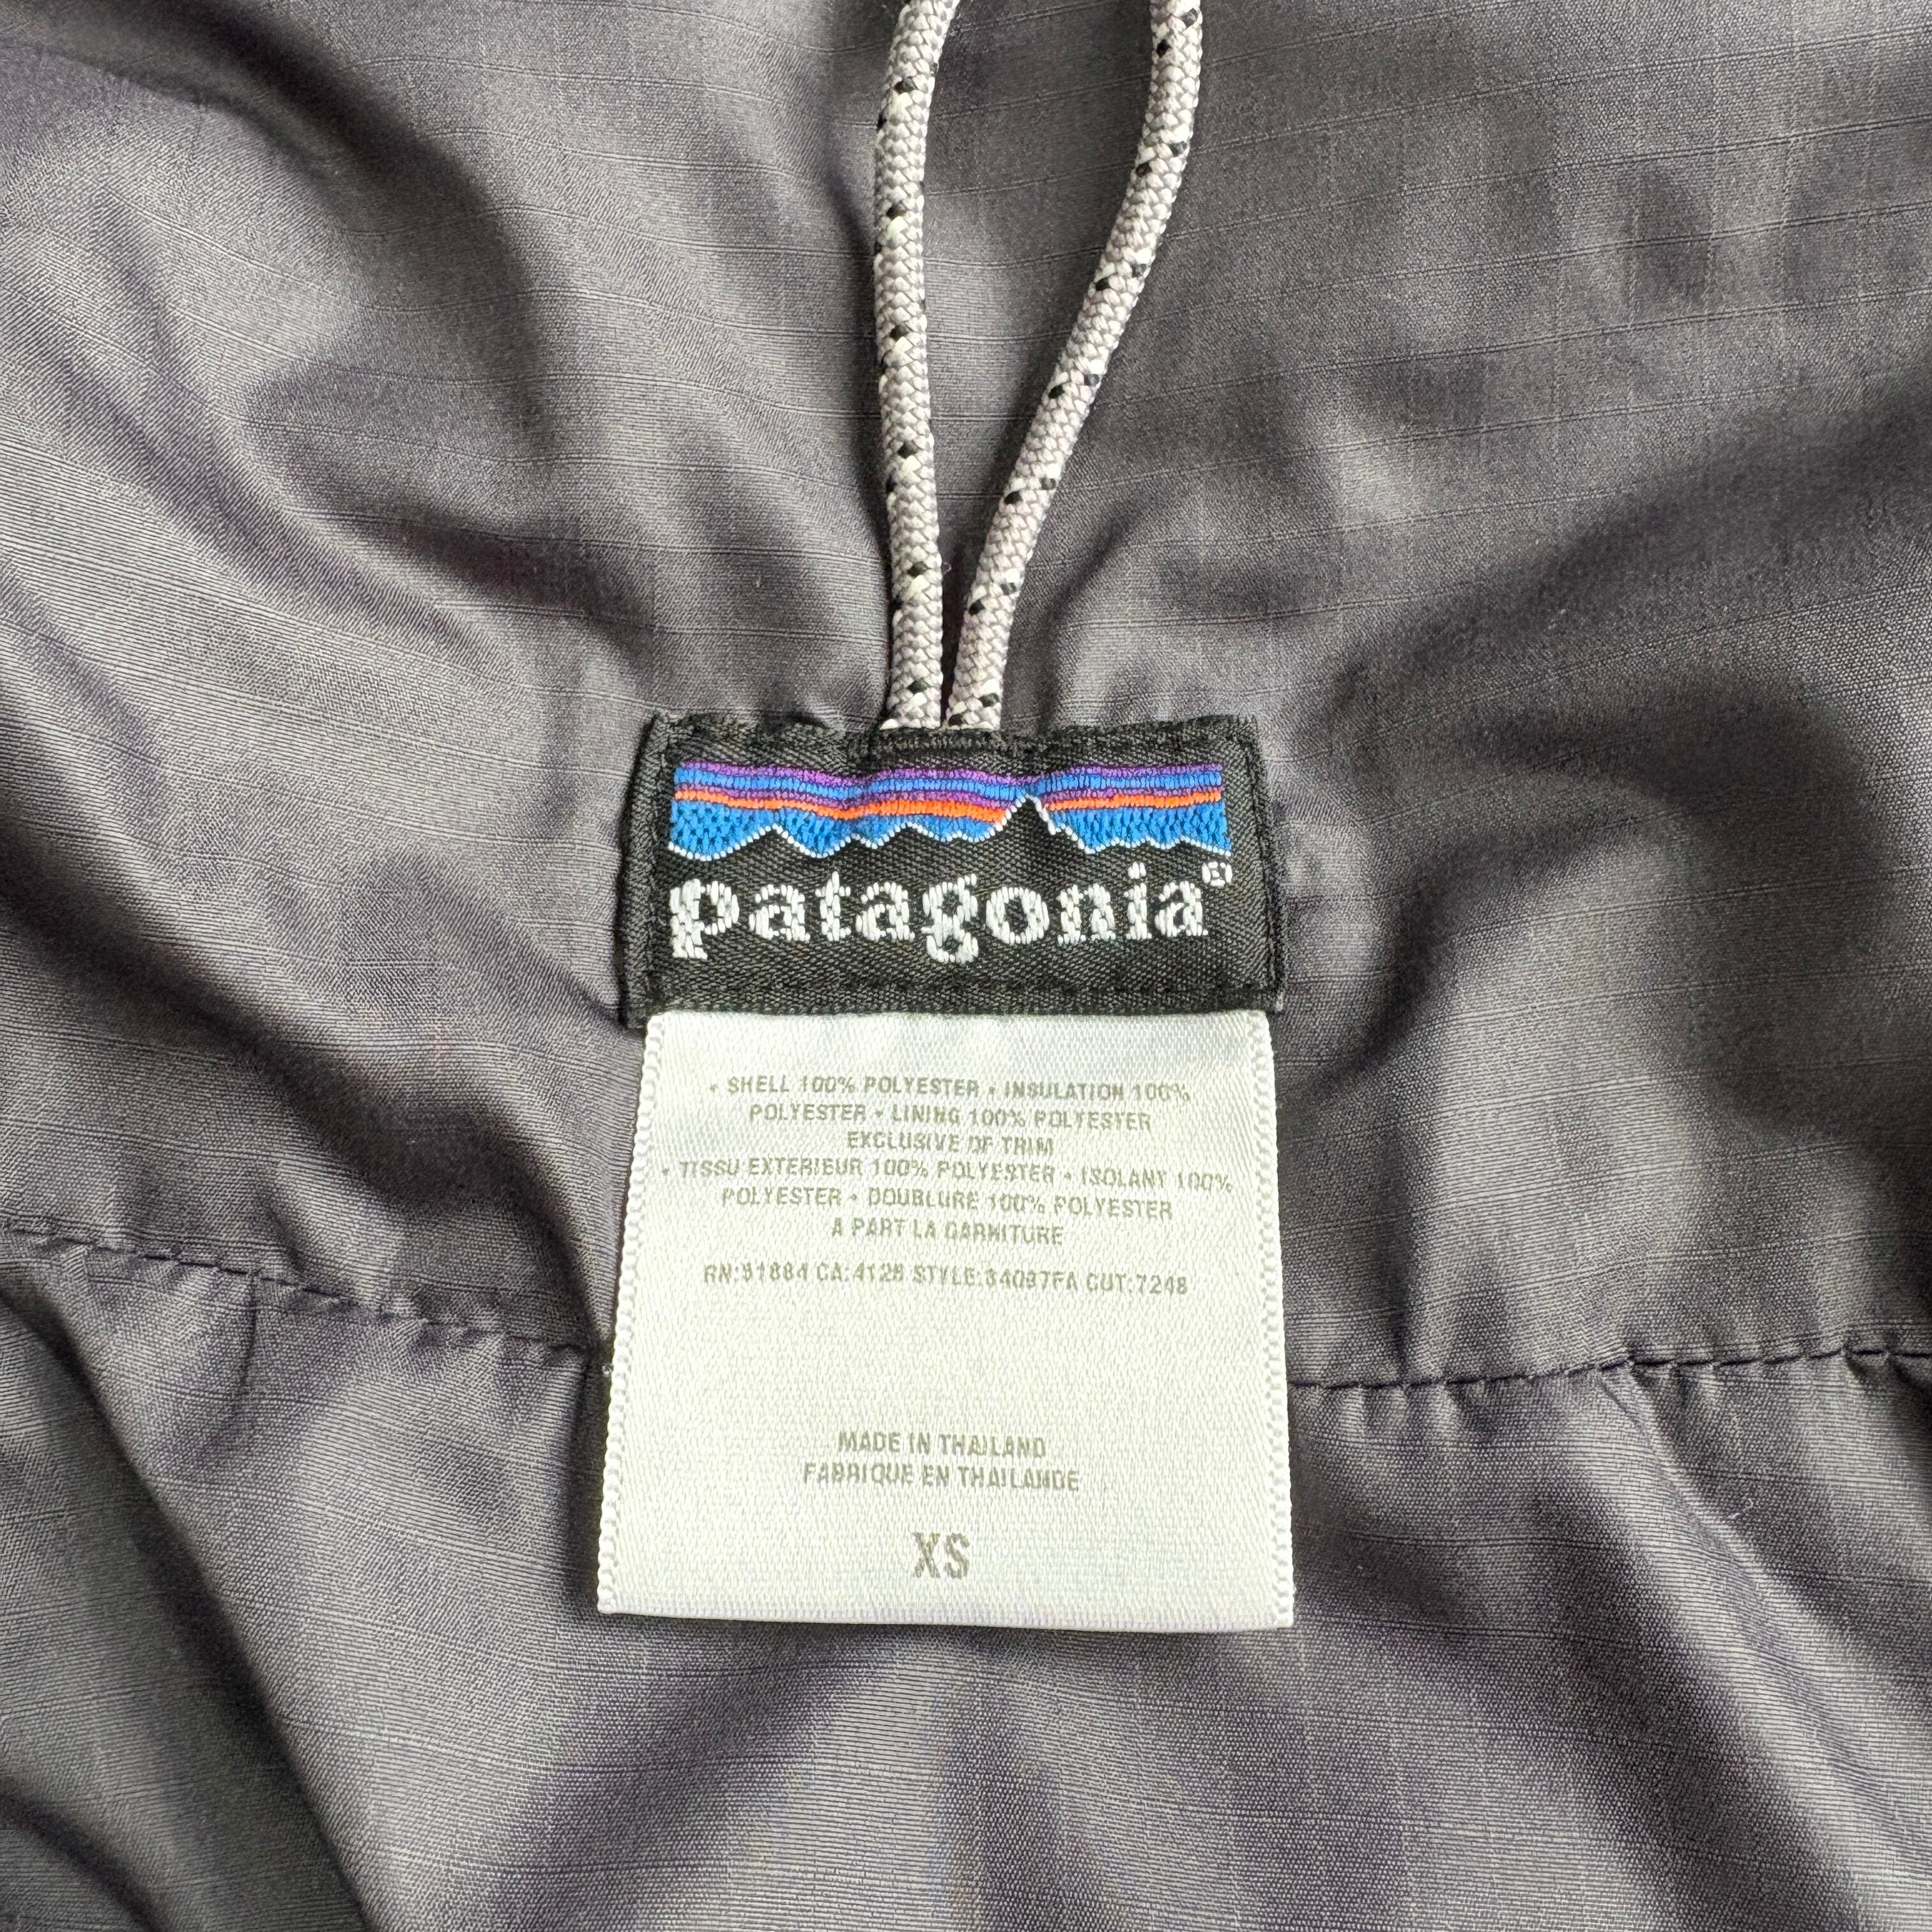 patagonia®
• SHELL 100% POLYESTER • INSULATION 100%
POLYESTER • LINING 100% POLYESTER
EXCLUSIVE OF TRIM
• TISSU EXTERIEUR 100% POLYESTER • ISOLANT 100%
POLYESTER • DOUBLURE 100% POLYESTER
A PART LA GARNITURE
RN:51884 CA:4128 STYLE:84097FA CUT:7248
MADE IN THAILAND
FABRIQUE EN THAILANDE
XS